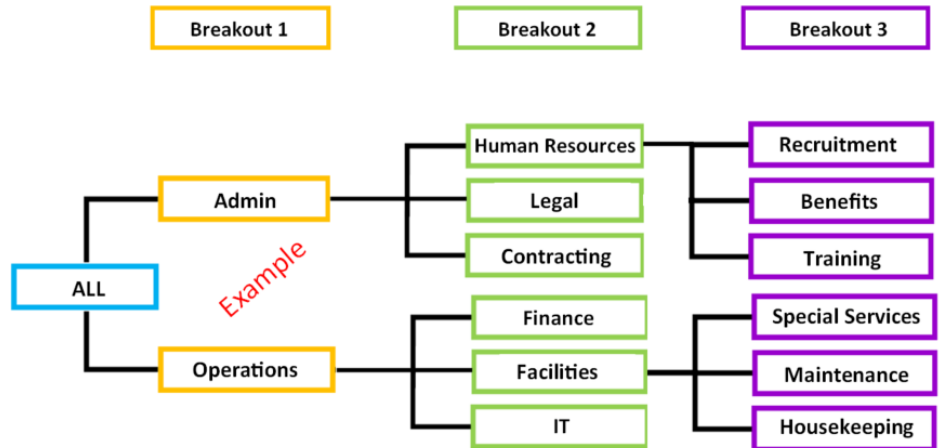 Breakout 1
Breakout 2
Breakout 3
Human Resources
Recruitment
Admin
Legal
Benefits
Contracting
Training
Example
ALL
Finance
Special Services
Operations
Facilities
Maintenance
IT
Housekeeping